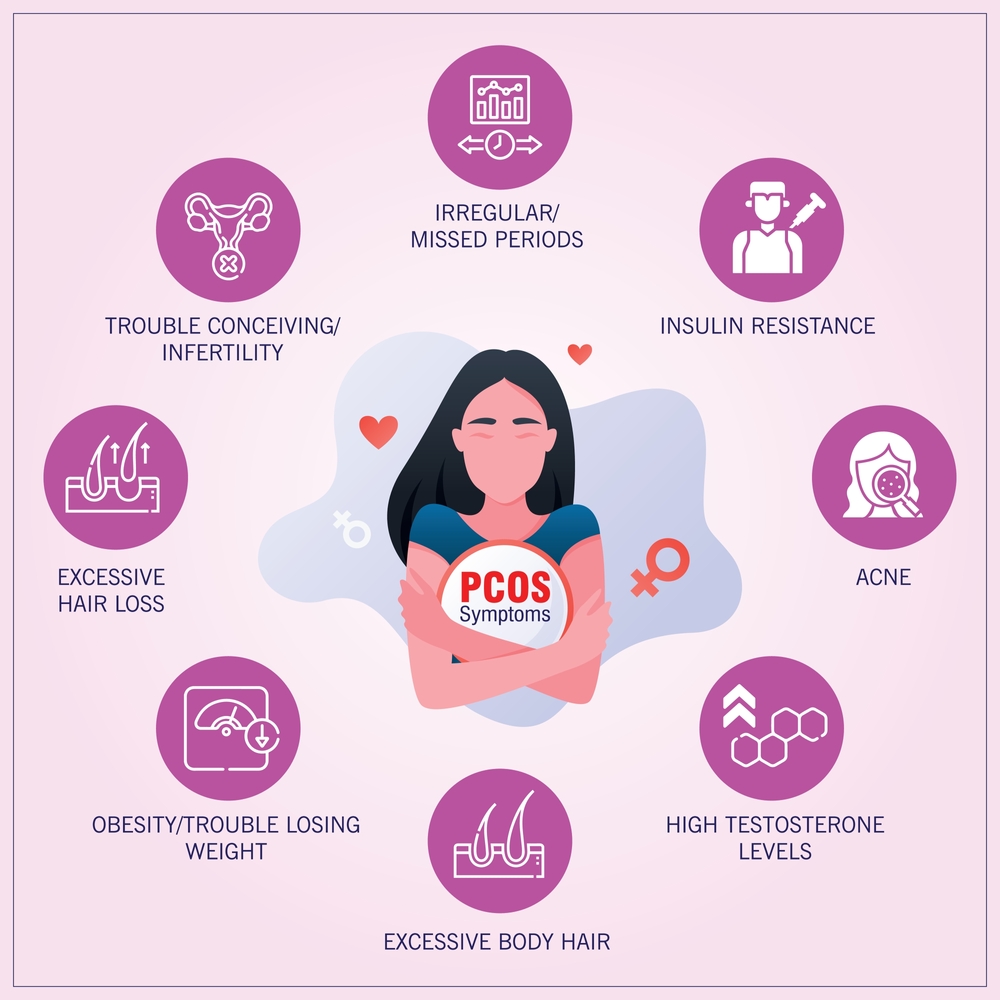 IRREGULAR/
MISSED PERIODS
TROUBLE CONCEIVING/
INFERTILITY
INSULIN RESISTANCE
EXCESSIVE
HAIR LOSS
PCOS
Symptoms
ACNE
OBESITY/TROUBLE LOSING
WEIGHT
HIGH TESTOSTERONE
LEVELS
EXCESSIVE BODY HAIR